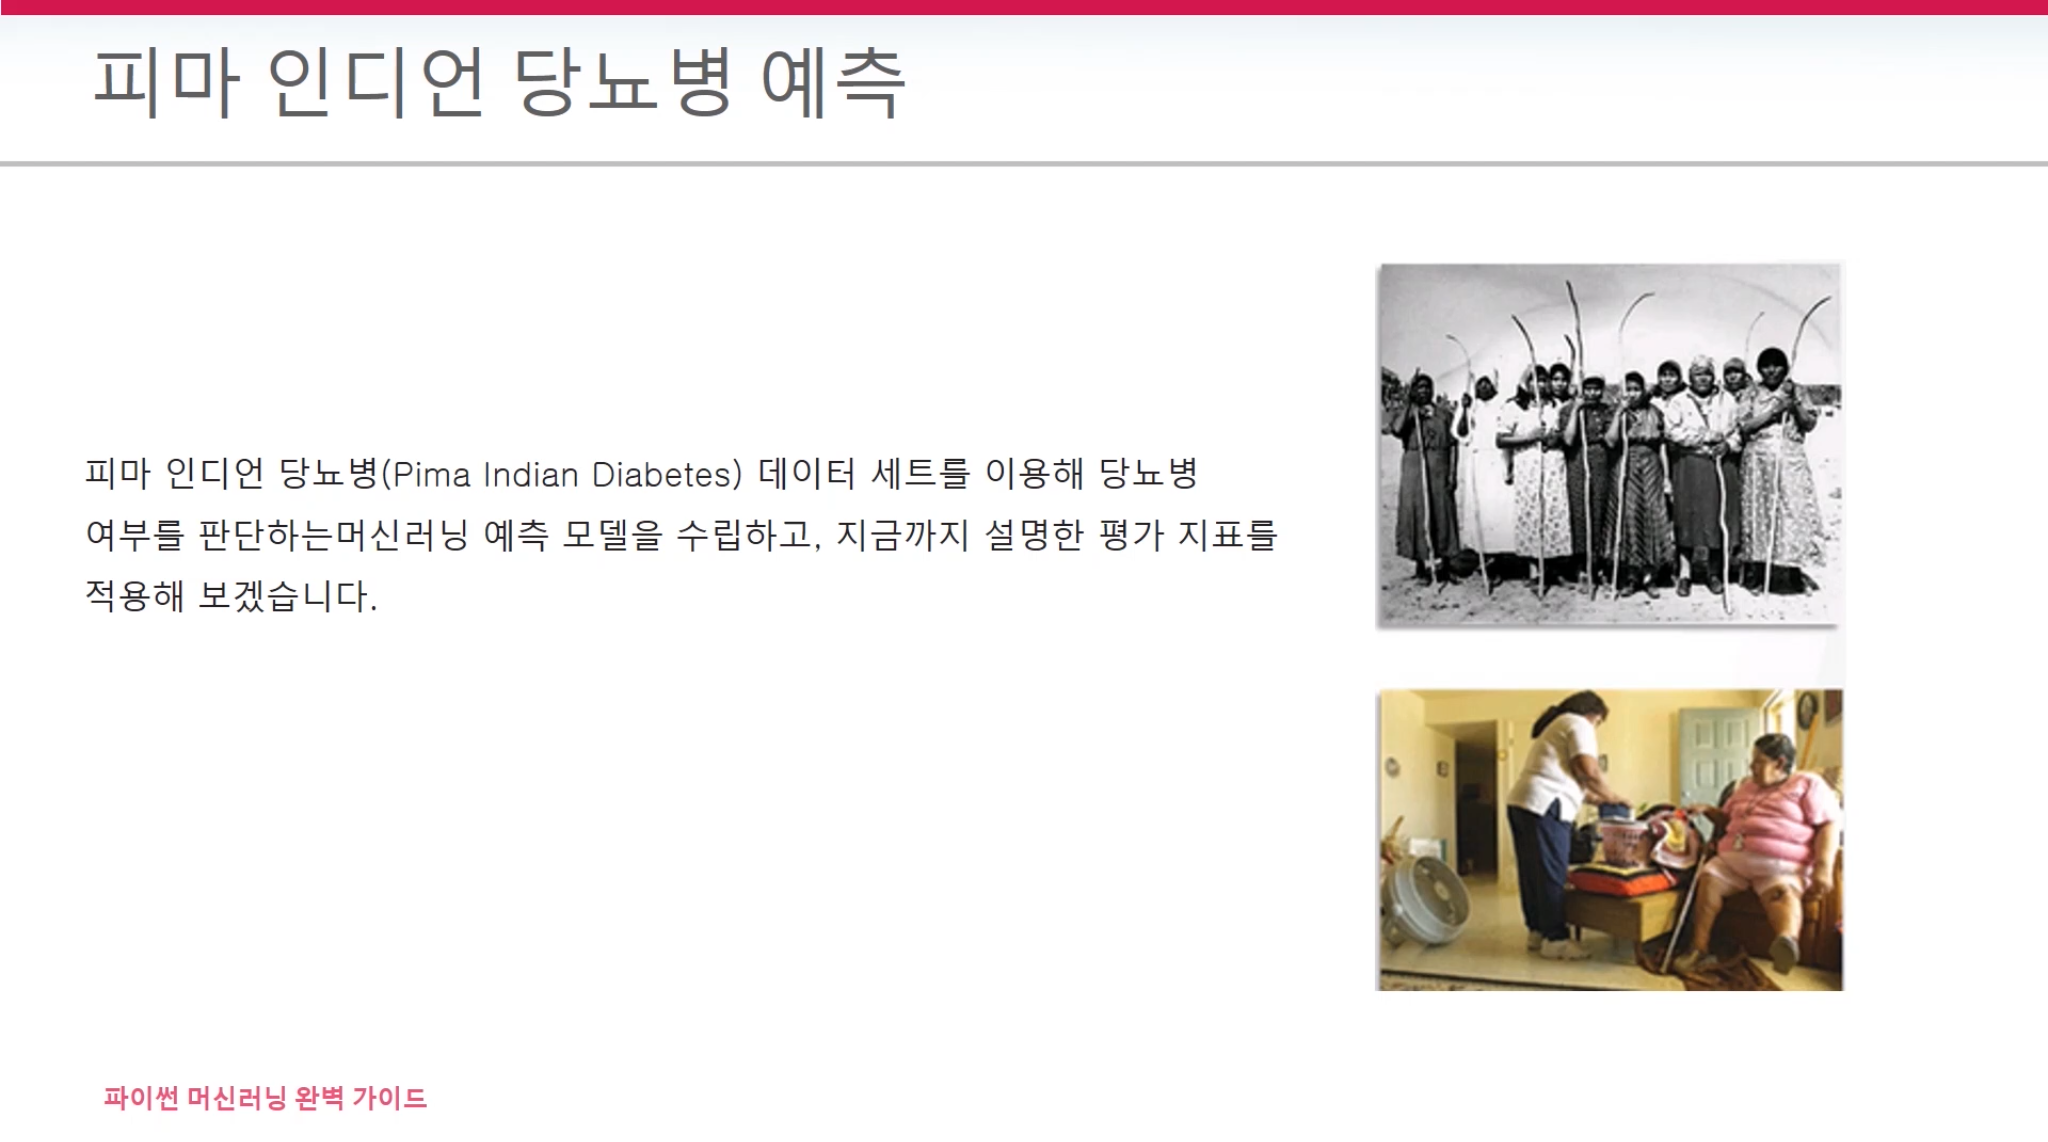 피마 인디언 당뇨병 예측
피마 인디언 당뇨병(Pima Indian Diabetes) 데이터 세트를 이용해 당뇨병
여부를 판단하는머신러닝 예측 모델을 수립하고, 지금까지 설명한 평가 지표를
적용해 보겠습니다.
파이썬 머신러닝 완벽 가이드